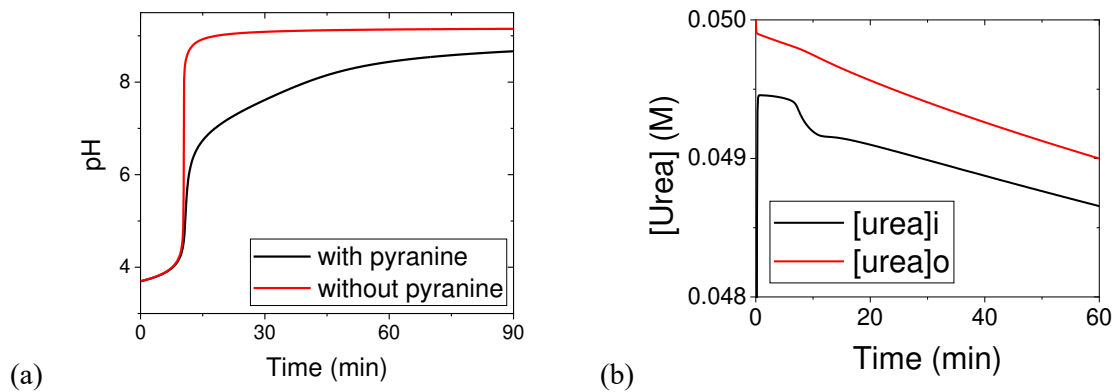 (a)
pH
8
6
4
0
30
60
90
Time (min)
with pyranine
without pyranine
(b)
[Urea] (M)
0.050
0.049
0.048
0
20
40
60
Time (min)
[urea]i
[urea]o